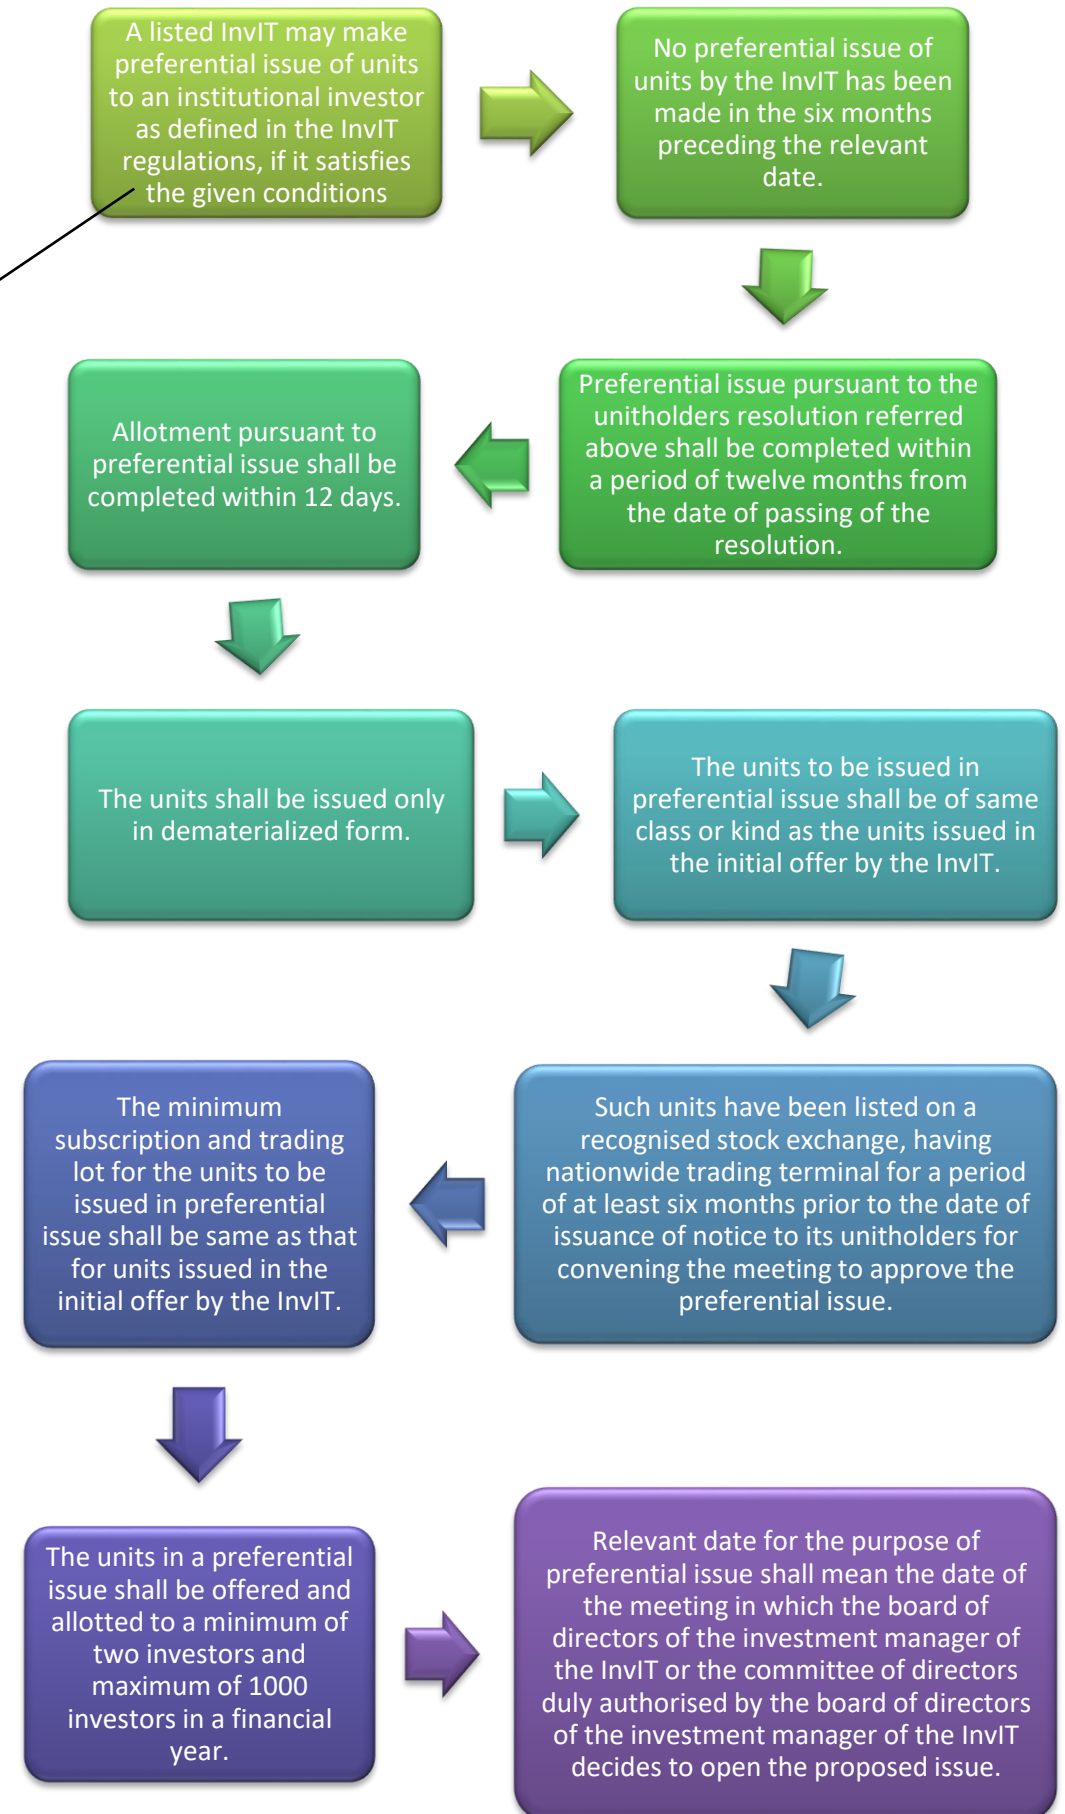 A listed InvIT may make
preferential issue of units
to an institutional investor
as defined in the InvIT
regulations, if it satisfies
the given conditions
No preferential issue of
units by the InvIT has been
made in the six months
preceding the relevant
date.
Preferential issue pursuant to the
unitholders resolution referred
above shall be completed within
a period of twelve months from
the date of passing of the
resolution.
Allotment pursuant to
preferential issue shall be
completed within 12 days.
The units shall be issued only
in dematerialized form.
The units to be issued in
preferential issue shall be of same
class or kind as the units issued in
the initial offer by the InvIT.
Such units have been listed on a
recognised stock exchange, having
nationwide trading terminal for a period
of at least six months prior to the date of
issuance of notice to its unitholders for
convening the meeting to approve the
preferential issue.
The minimum
subscription and trading
lot for the units to be
issued in preferential
issue shall be same as that
for units issued in the
initial offer by the InvIT.
The units in a preferential
issue shall be offered and
allotted to a minimum of
two investors and
maximum of 1000
investors in a financial
year.
Relevant date for the purpose of
preferential issue shall mean the date of
the meeting in which the board of
directors of the investment manager of
the InvIT or the committee of directors
duly authorised by the board of directors
of the investment manager of the InvIT
decides to open the proposed issue.